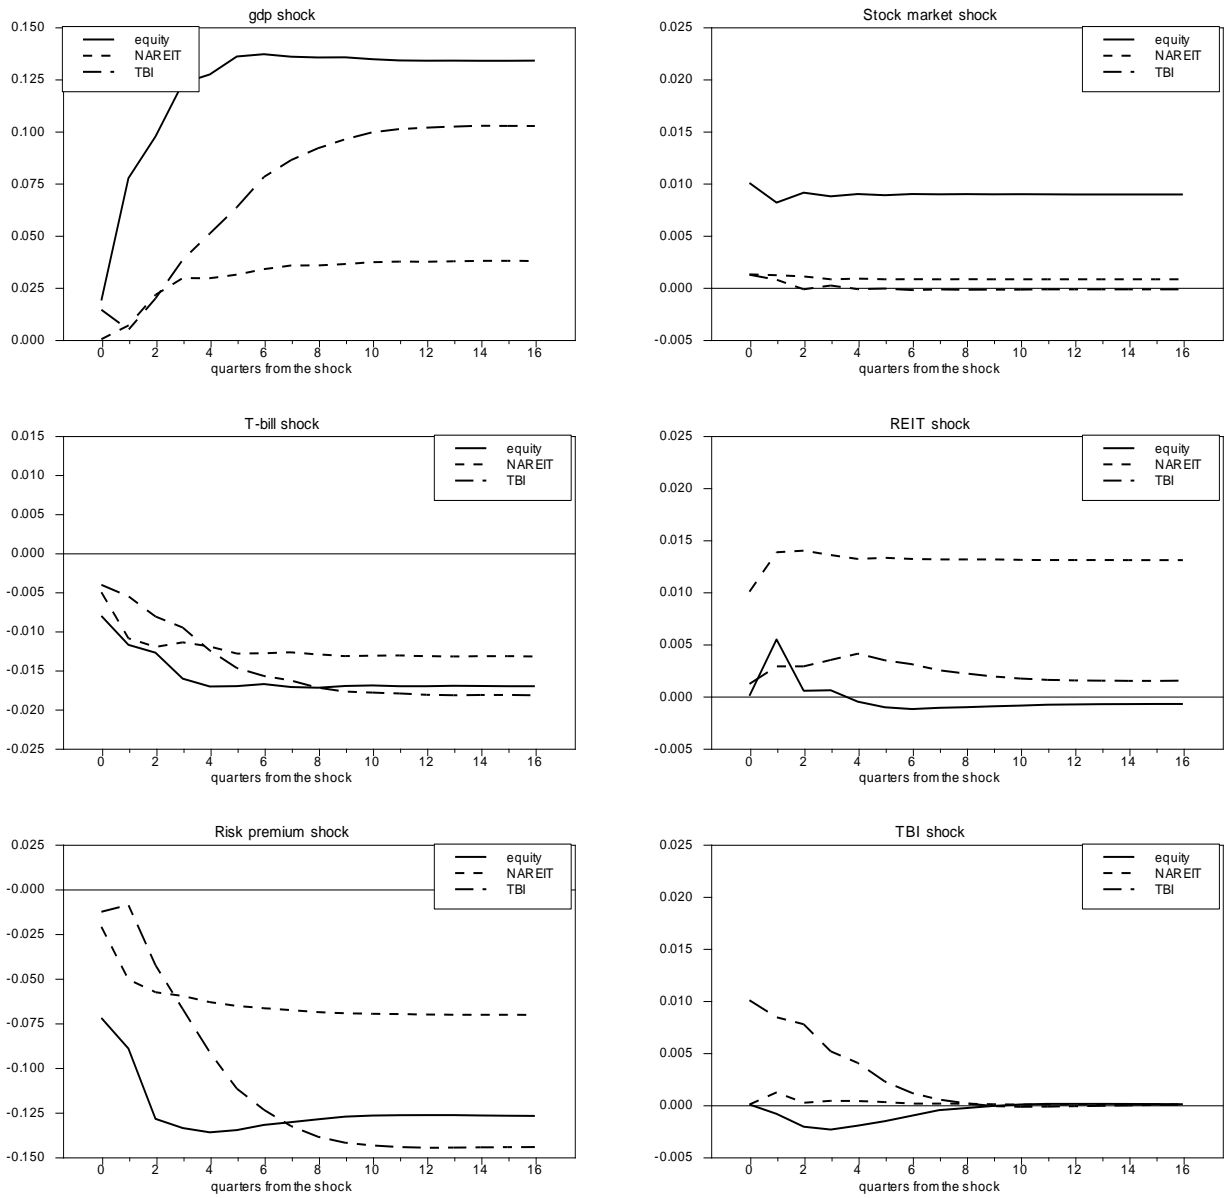 gdp shock
0.150
0.125
0.100
0.075
0.050
0.025
0.000
equity
NAREIT
TBI
0 2 4 6 8 10 12 14 16
quarters from the shock
Stock market shock
0.025
0.020
0.015
0.010
0.005
0.000
-0.005
equity
NAREIT
TBI
0 2 4 6 8 10 12 14 16
quarters from the shock
T-bill shock
0.015
0.010
0.005
0.000
-0.005
-0.010
-0.015
-0.020
-0.025
equity
NAREIT
TBI
0 2 4 6 8 10 12 14 16
quarters from the shock
REIT shock
0.025
0.020
0.015
0.010
0.005
0.000
-0.005
equity
NAREIT
TBI
0 2 4 6 8 10 12 14 16
quarters from the shock
Risk premium shock
0.025
-0.000
-0.025
-0.050
-0.075
-0.100
-0.125
-0.150
equity
NAREIT
TBI
0 2 4 6 8 10 12 14 16
quarters from the shock
TBI shock
0.025
0.020
0.015
0.010
0.005
0.000
-0.005
equity
NAREIT
TBI
0 2 4 6 8 10 12 14 16
quarters from the shock